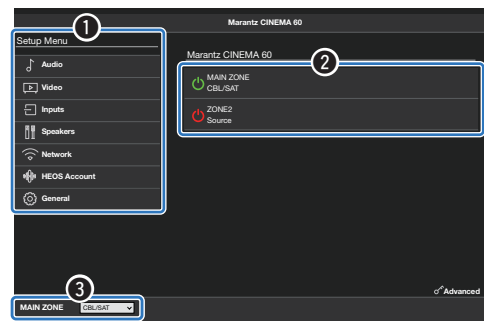 Marantz CINEMA 60
1
Setup Menu
Audio
Video
Inputs
Speakers
Network
HEOS Account
General
Marantz CINEMA 60
2
MAIN ZONE
CBL/SAT
ZONE2
Source
3
Advanced
MAIN ZONE CBL/SAT